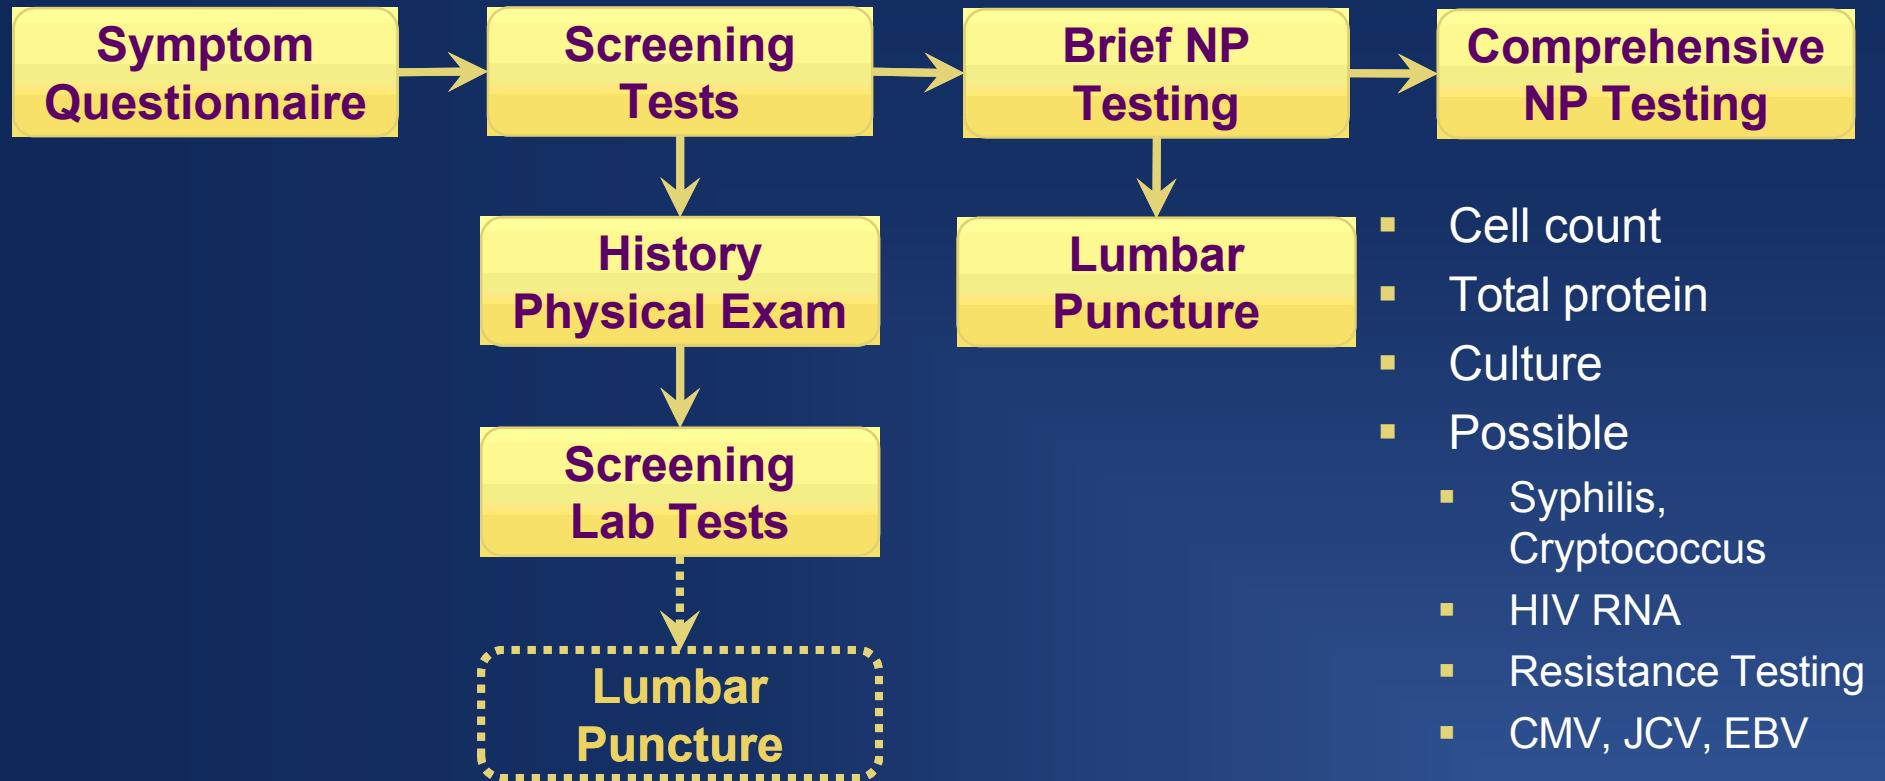 Symptom
Questionnaire
Screening
Tests
Brief NP
Testing
Comprehensive
NP Testing
History
Physical Exam
Lumbar
Puncture
Screening
Lab Tests
Lumbar
Puncture
▪ Cell count
▪ Total protein
▪ Culture
▪ Possible
▪ Syphilis,
Cryptococcus
▪ HIV RNA
▪ Resistance Testing
▪ CMV, JCV, EBV